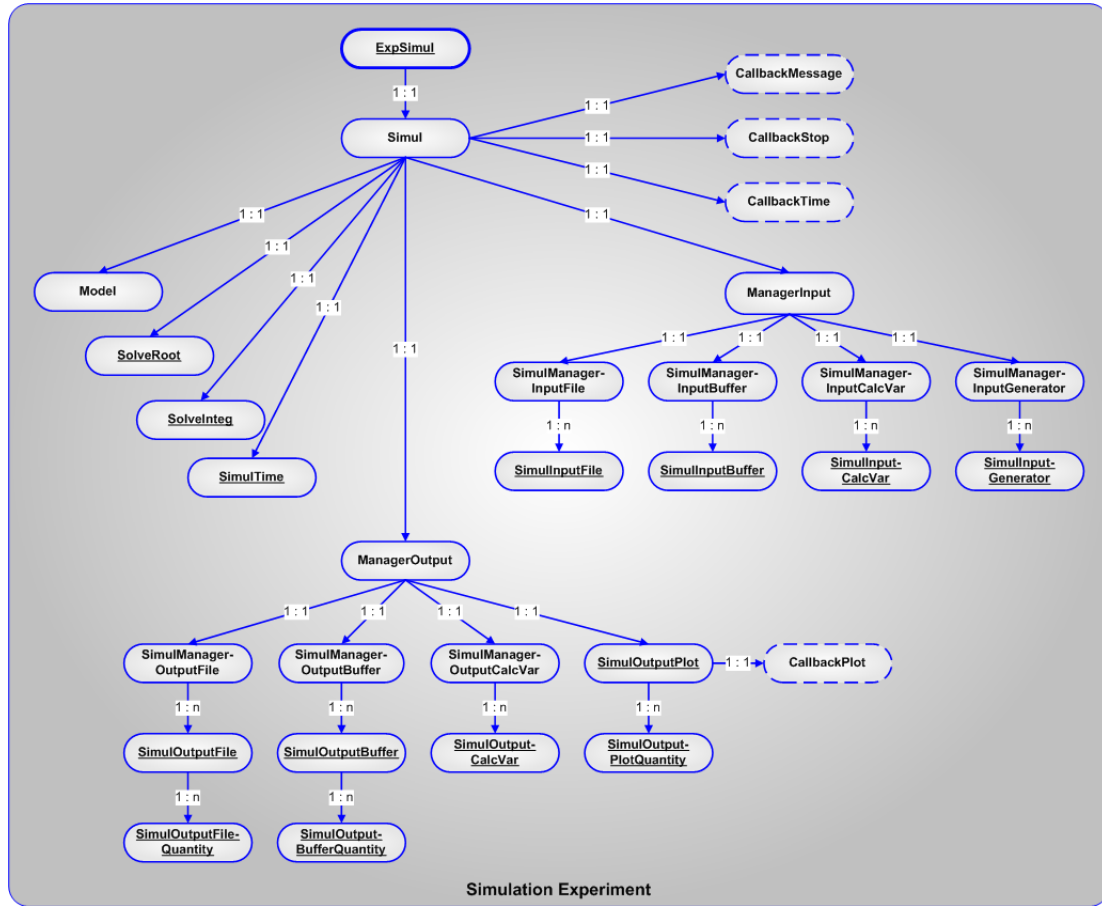 ExpSimul
1 : 1
Simul
1 : 1
CallbackMessage
1 : 1
CallbackStop
1 : 1
CallbackTime
1 : 1
Model
1 : 1
SolveRoot
1 : 1
SolveInteg
1 : 1
SimulTime
1 : 1
1 : 1
ManagerInput
1 : 1
1 : 1
1 : 1
1 : 1
SimulManager-
InputFile
SimulManager-
InputBuffer
SimulManager-
InputCalcVar
SimulManager-
InputGenerator
1 : n
1 : n
1 : n
1 : n
SimulInputFile
SimulInputBuffer
SimulInput-
CalcVar
SimulInput-
Generator
ManagerOutput
1 : 1
1 : 1
1 : 1
1 : 1
SimulManager-
OutputFile
SimulManager-
OutputBuffer
SimulManager-
OutputCalcVar
SimulOutputPlot
1 : 1
CallbackPlot
1 : n
1 : n
1 : n
1 : n
SimulOutputFile
SimulOutputBuffer
SimulOutput-
CalcVar
SimulOutput-
PlotQuantity
1 : n
1 : n
SimulOutputFile-
Quantity
SimulOutput-
BufferQuantity
Simulation Experiment